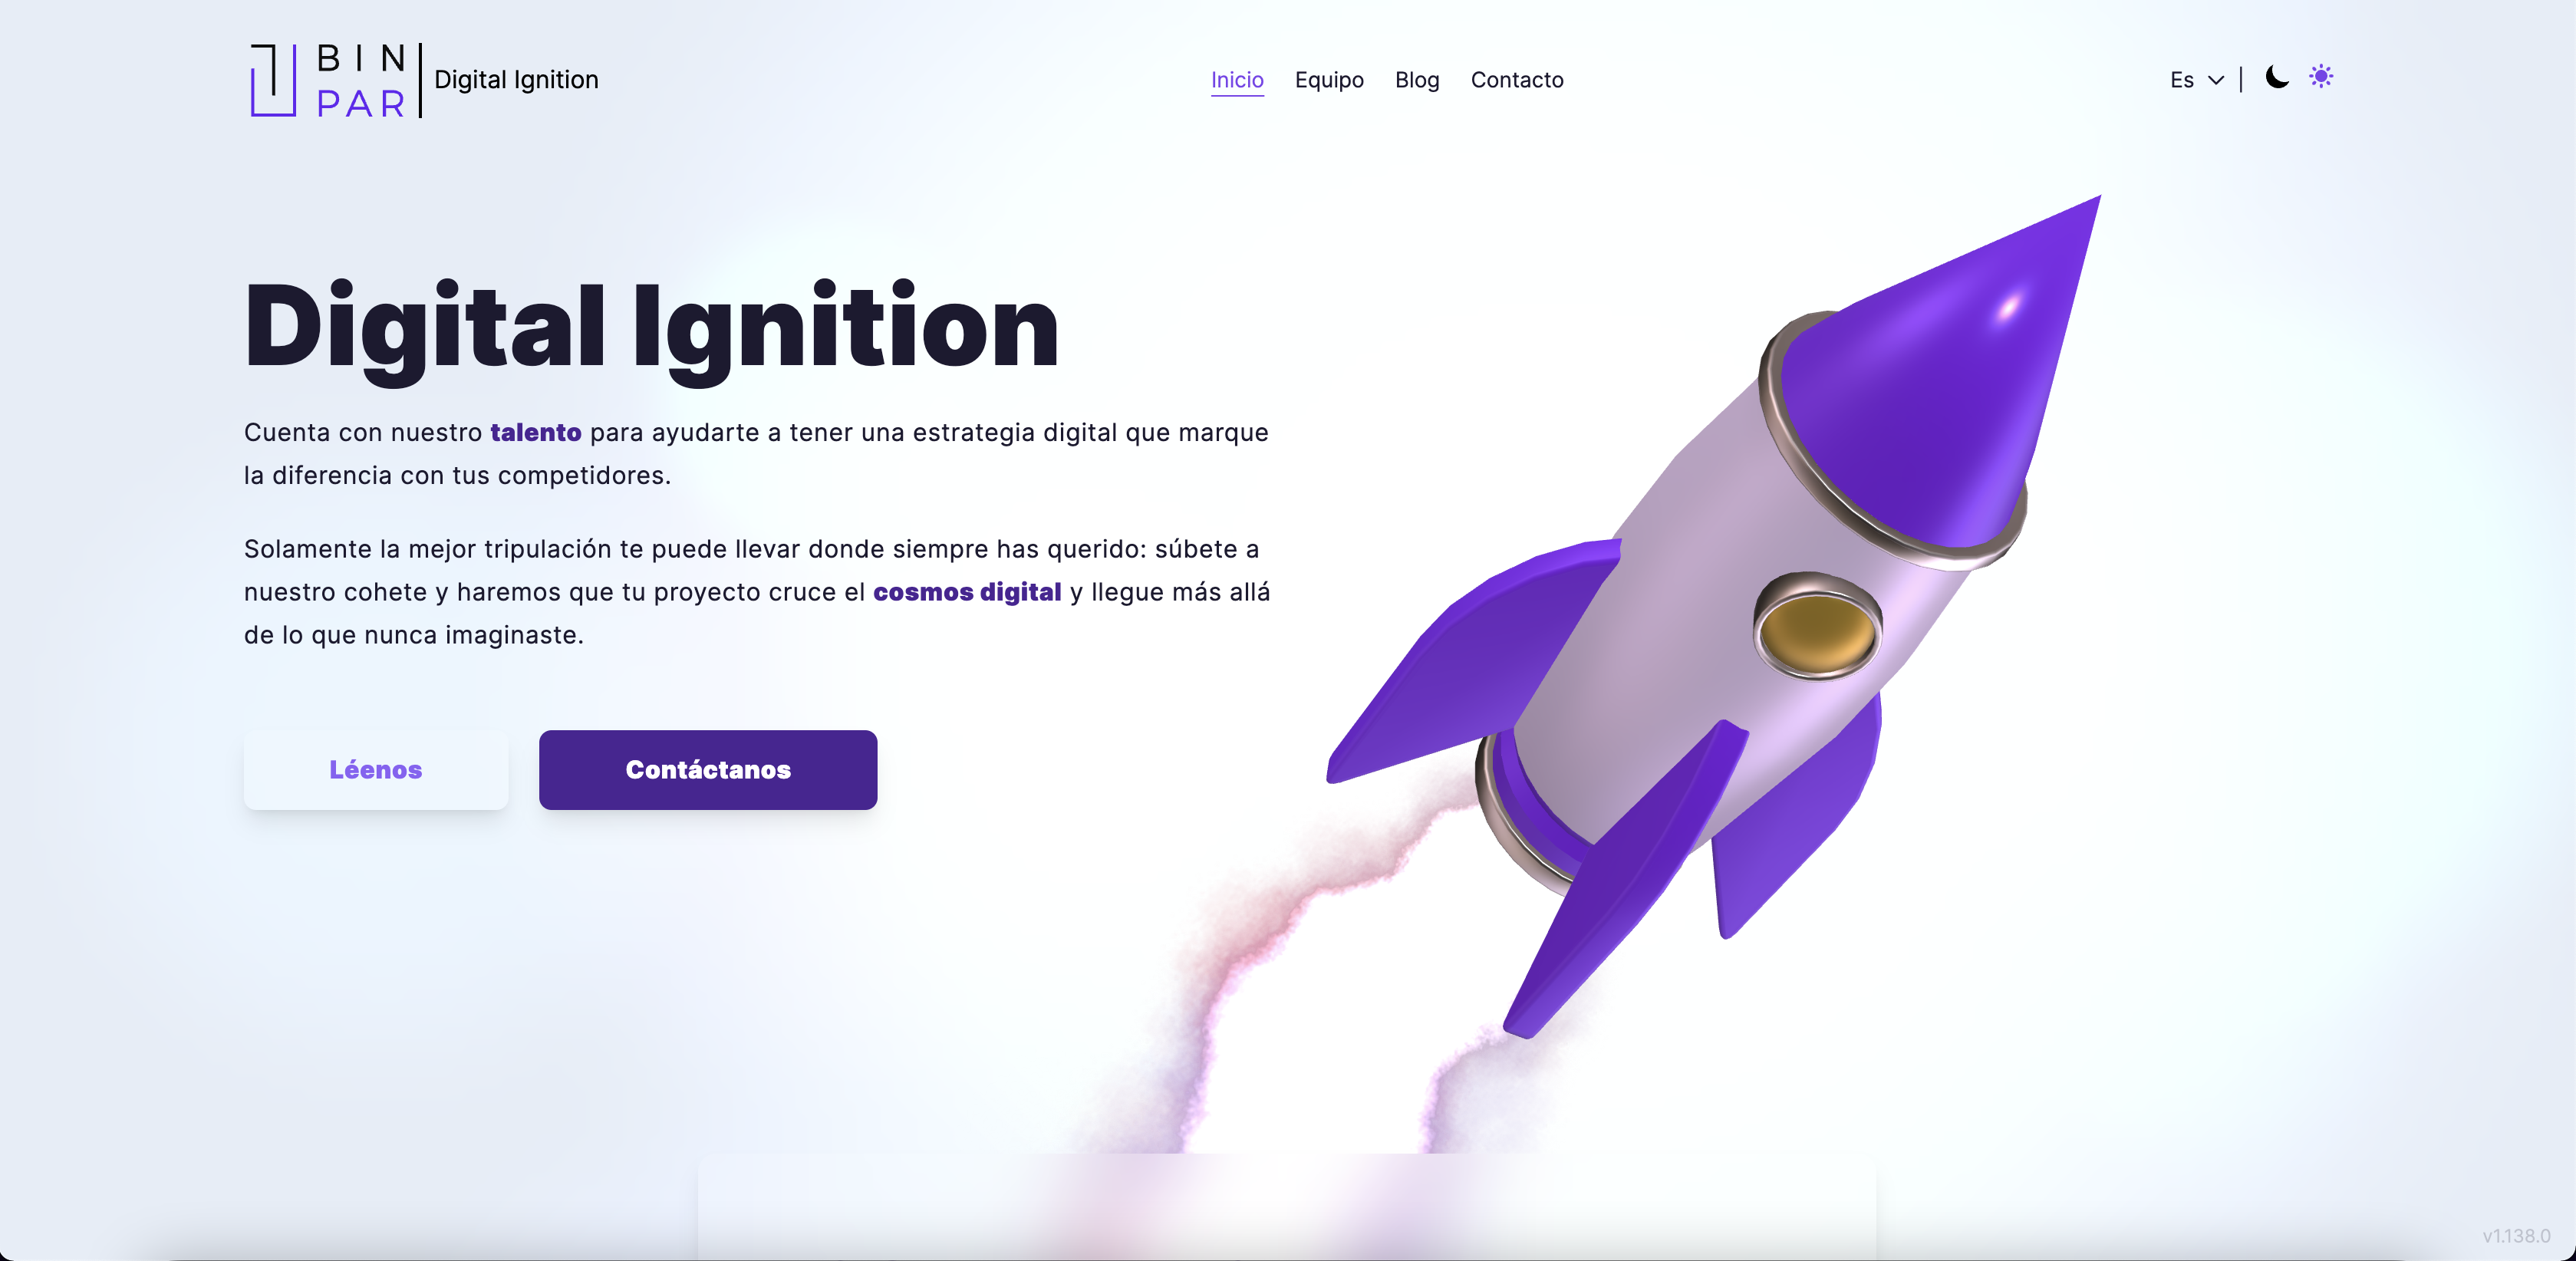 BIN
PAR
Digital Ignition
Inicio Equipo Blog Contacto
Es
Digital Ignition
Cuenta con nuestro talento para ayudarte a tener una estrategia digital que marque
la diferencia con tus competidores.
Solamente la mejor tripulación te puede llevar donde siempre has querido: súbete a
nuestro cohete y haremos que tu proyecto cruce el cosmos digital y llegue más allá
de lo que nunca imaginaste.
Léenos
Contáctanos
v1.138.0